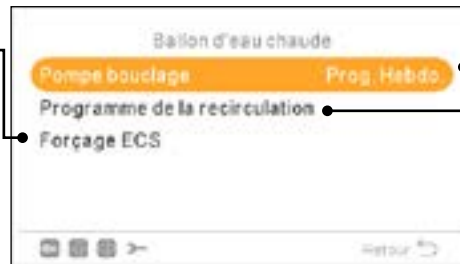 Ballon d'eau chaude
Pompe bouclage Prog. Hebdo.
Programme de la recirculation
Forçage ECS
Retour